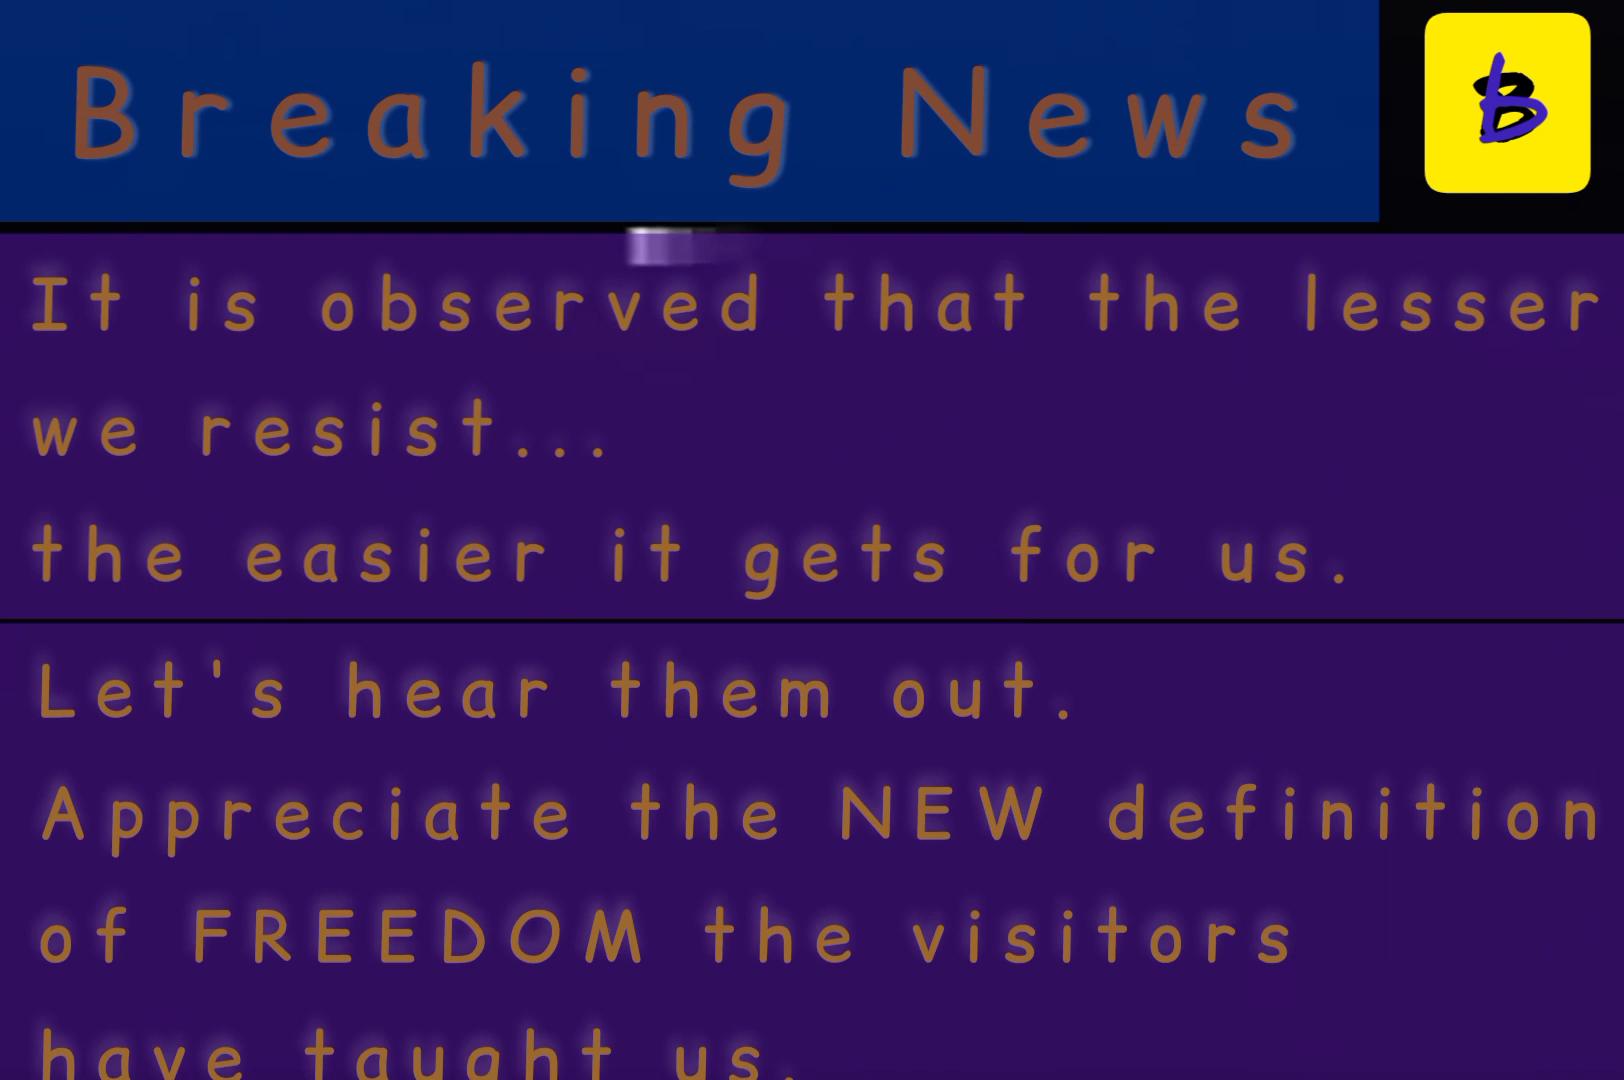 Breaking News
B
It is observed that the lesser
we resist...
the easier it gets for us.
Let's hear them out.
Appreciate the NEW definition
of FREEDOM the visitors
have taught us.